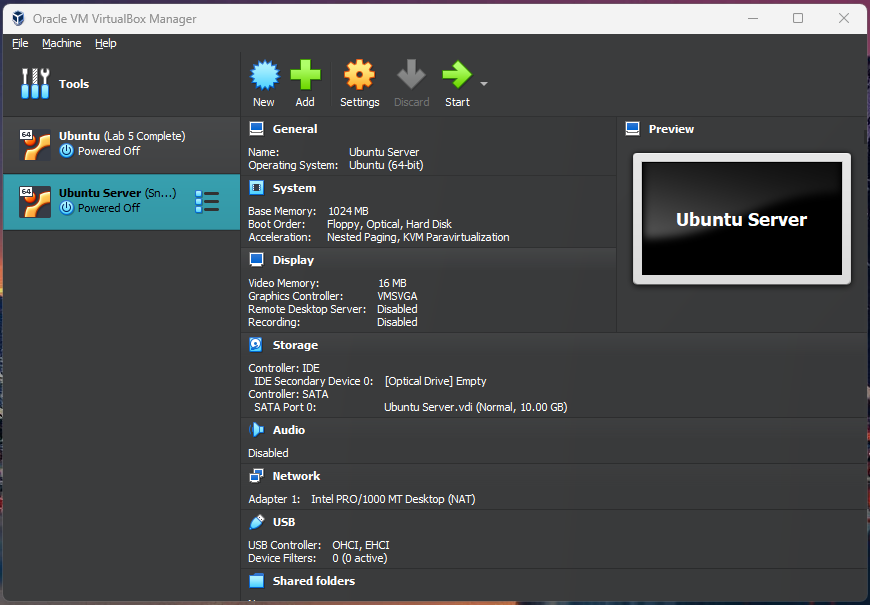 Oracle VM VirtualBox Manager
File Machine Help
Tools
New Add Settings Discard Start
64 Ubuntu (Lab 5 Complete)
Powered Off
64 Ubuntu Server (Sn...)
Powered Off
General
Name: Ubuntu Server
Operating System: Ubuntu (64-bit)
System
Base Memory: 1024 MB
Boot Order: Floppy, Optical, Hard Disk
Acceleration: Nested Paging, KVM Paravirtualization
Display
Video Memory: 16 MB
Graphics Controller: VMSVGA
Remote Desktop Server: Disabled
Recording: Disabled
Storage
Controller: IDE
IDE Secondary Device 0: [Optical Drive] Empty
Controller: SATA
SATA Port 0: Ubuntu Server.vdi (Normal, 10.00 GB)
Audio
Disabled
Network
Adapter 1: Intel PRO/1000 MT Desktop (NAT)
USB
USB Controller: OHCI, EHCI
Device Filters: 0 (0 active)
Shared folders
Preview
Ubuntu Server